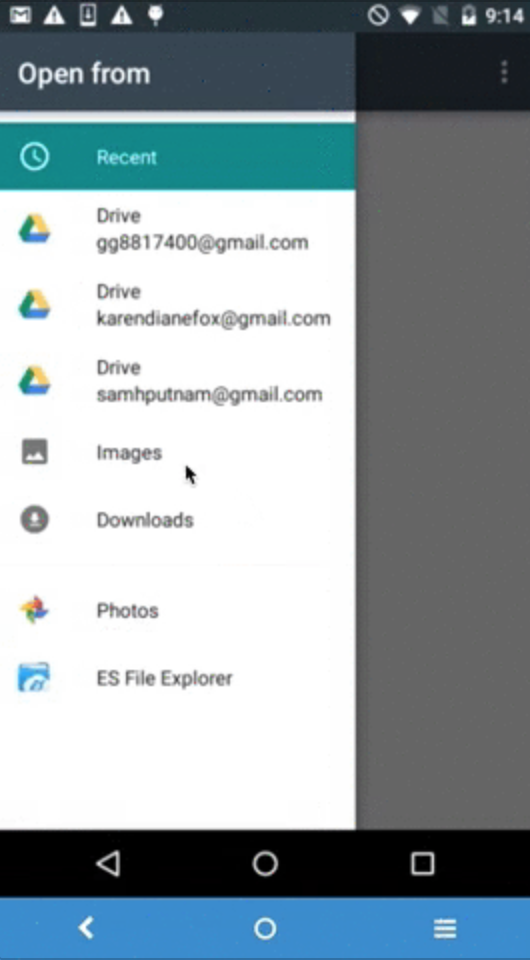 9:14
Open from
Recent
Drive
gg8817400@gmail.com
Drive
karendianefox@gmail.com
Drive
samhputnam@gmail.com
Images
Downloads
Photos
ES File Explorer